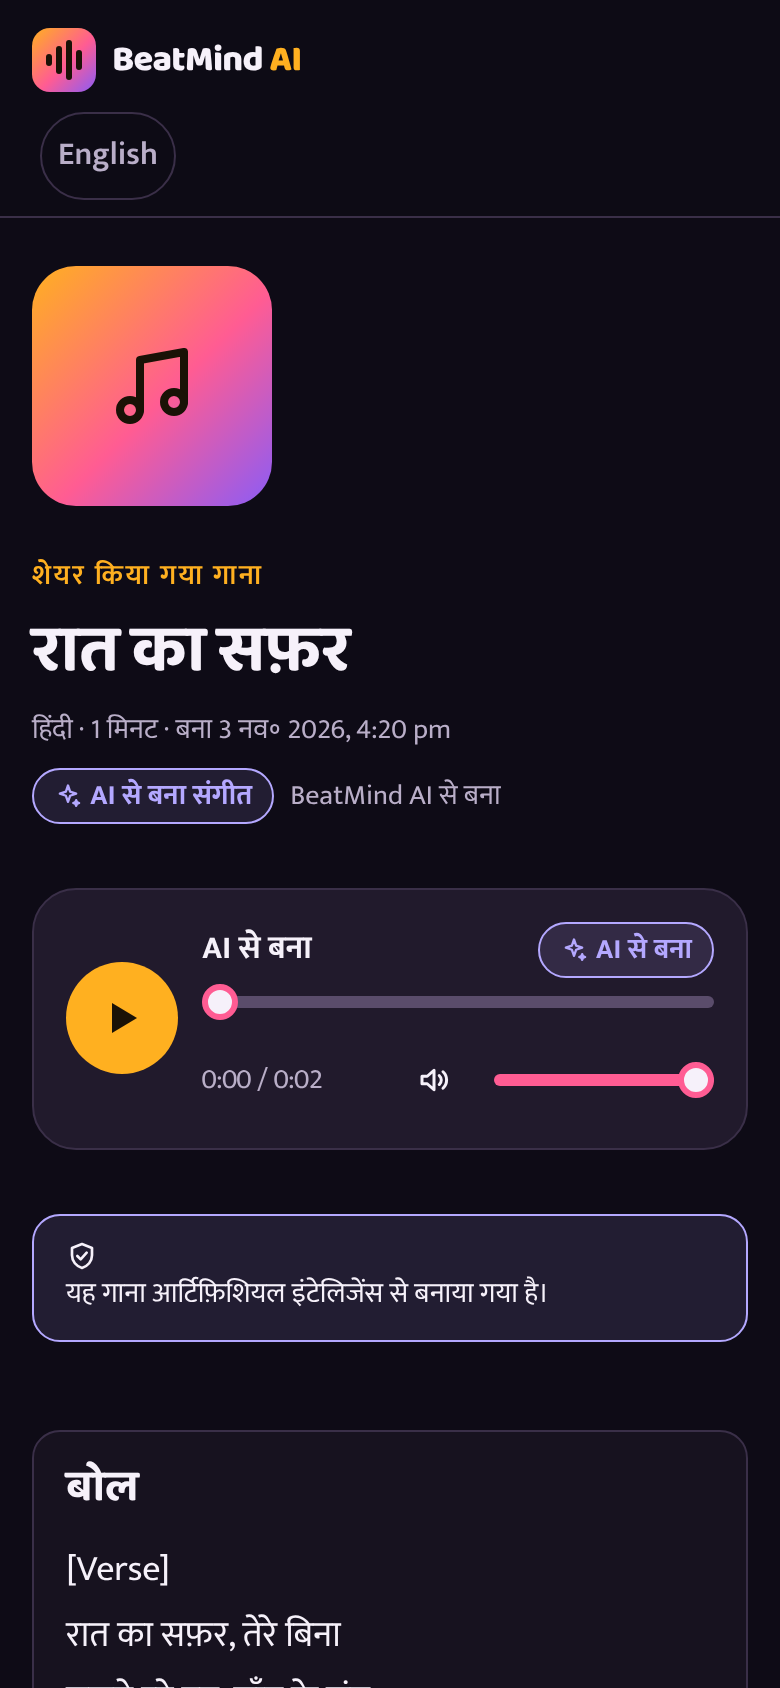 BeatMind AI
English
शेयर किया गया गाना
रात का सफ़र
हिंदी · 1 मिनट · बना 3 नव॰ 2026, 4:20 pm
AI से बना संगीत BeatMind AI से बना
AI से बना AI से बना
0:00 / 0:02
यह गाना आर्टिफ़िशियल इंटेलिजेंस से बनाया गया है।
बोल
[Verse]
रात का सफ़र, तेरे बिना